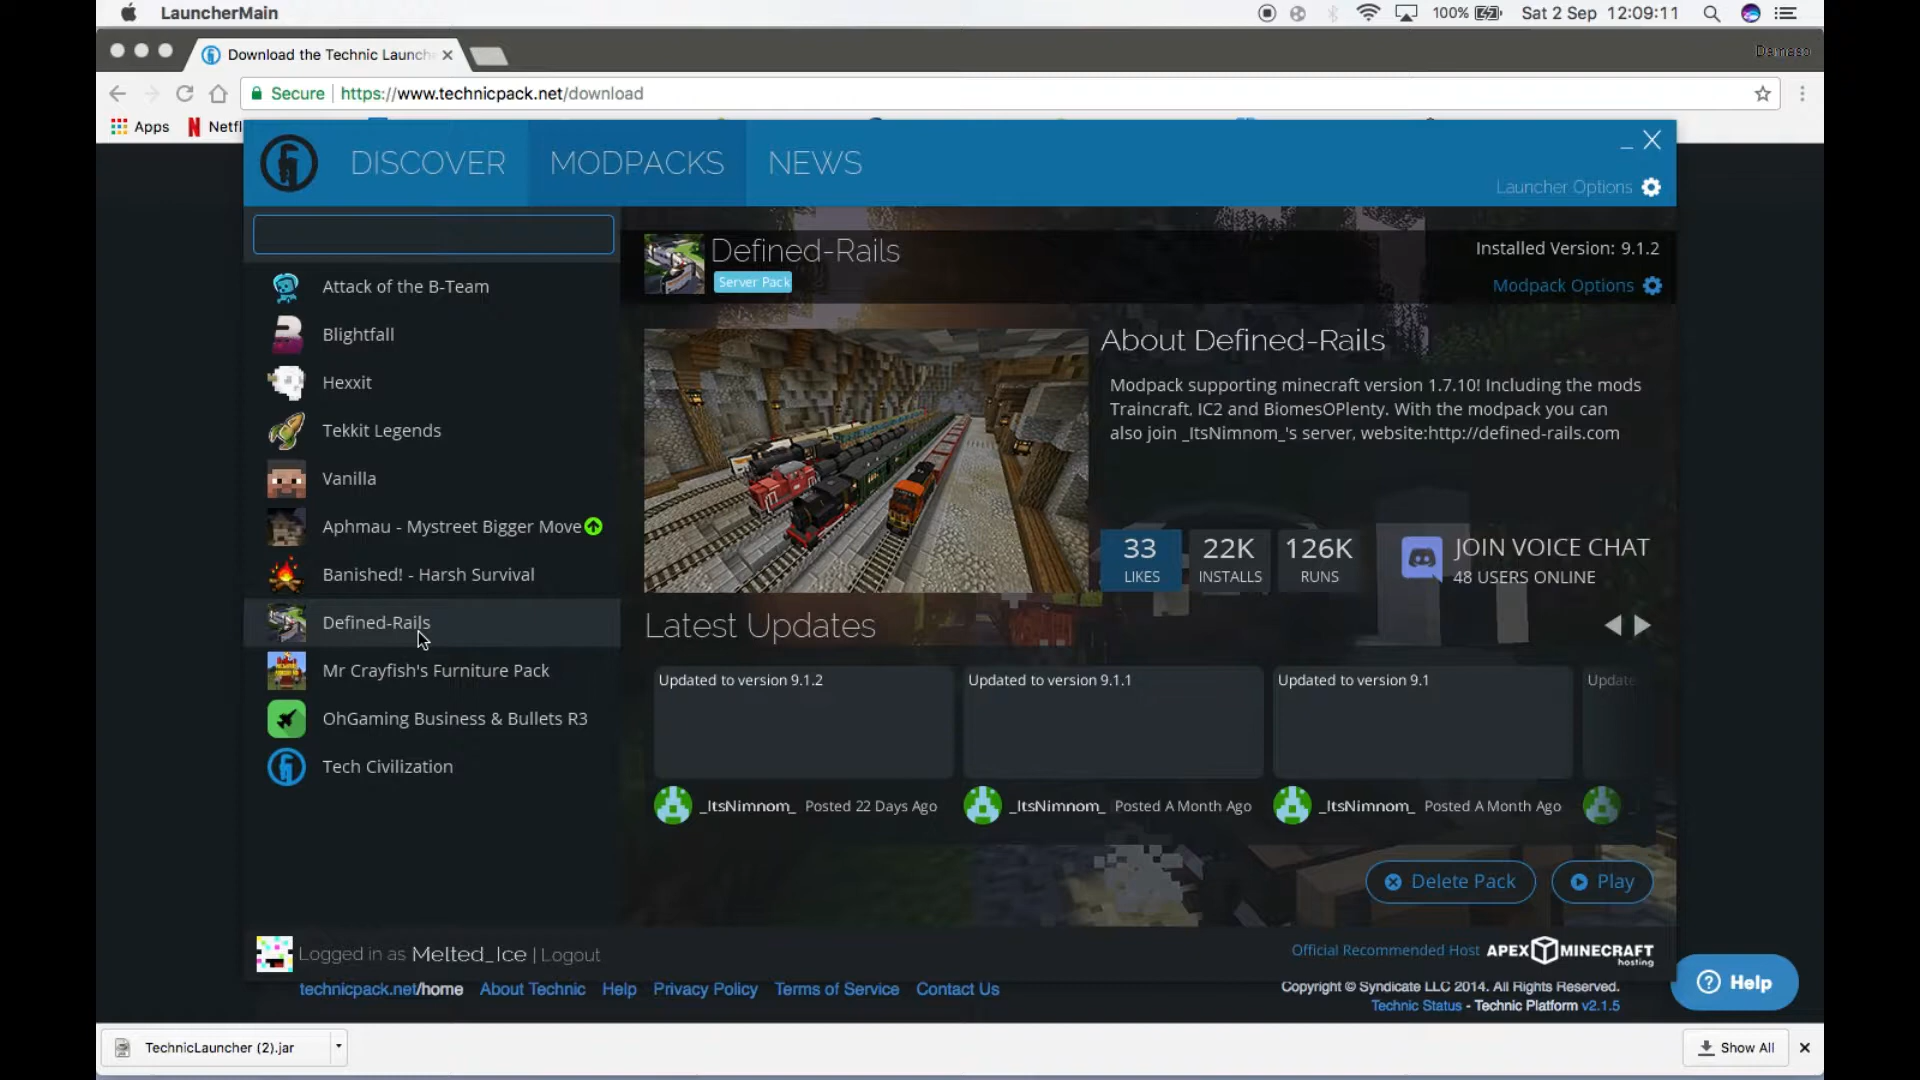 LauncherMain
100%
Sat 2 Sep 12:09:11
Download the Technic Launch
Damaso
Secure
https://www.technicpack.net/download
Apps
Netfl
DISCOVER
MODPACKS
NEWS
Launcher Options
Attack of the B-Team
Blightfall
Hexxit
Tekkit Legends
Vanilla
Aphmau - Mystreet Bigger Move
Banished! - Harsh Survival
Defined-Rails
Mr Crayfish's Furniture Pack
OhGaming Business & Bullets R3
Tech Civilization
Defined-Rails
Server Pack
Installed Version: 9.1.2
Modpack Options
About Defined-Rails
Modpack supporting minecraft version 1.7.10! Including the mods
Traincraft, IC2 and BiomesOPlenty. With the modpack you can
also join _ItsNimnom_'s server, website:http://defined-rails.com
33
LIKES
22K
INSTALLS
126K
RUNS
JOIN VOICE CHAT
48 USERS ONLINE
Latest Updates
Updated to version 9.1.2
Updated to version 9.1.1
Updated to version 9.1
Update
_ItsNimnom_ Posted 22 Days Ago
_ItsNimnom_ Posted A Month Ago
_ItsNimnom_ Posted A Month Ago
Delete Pack
Play
Logged in as Melted_Ice | Logout
Official Recommended Host
APEX MINECRAFT
hosting
technicpack.net/home
About Technic
Help
Privacy Policy
Terms of Service
Contact Us
Copyright © Syndicate LLC 2014. All Rights Reserved.
Technic Status - Technic Platform v2.1.5
Help
TechnicLauncher (2).jar
Show All